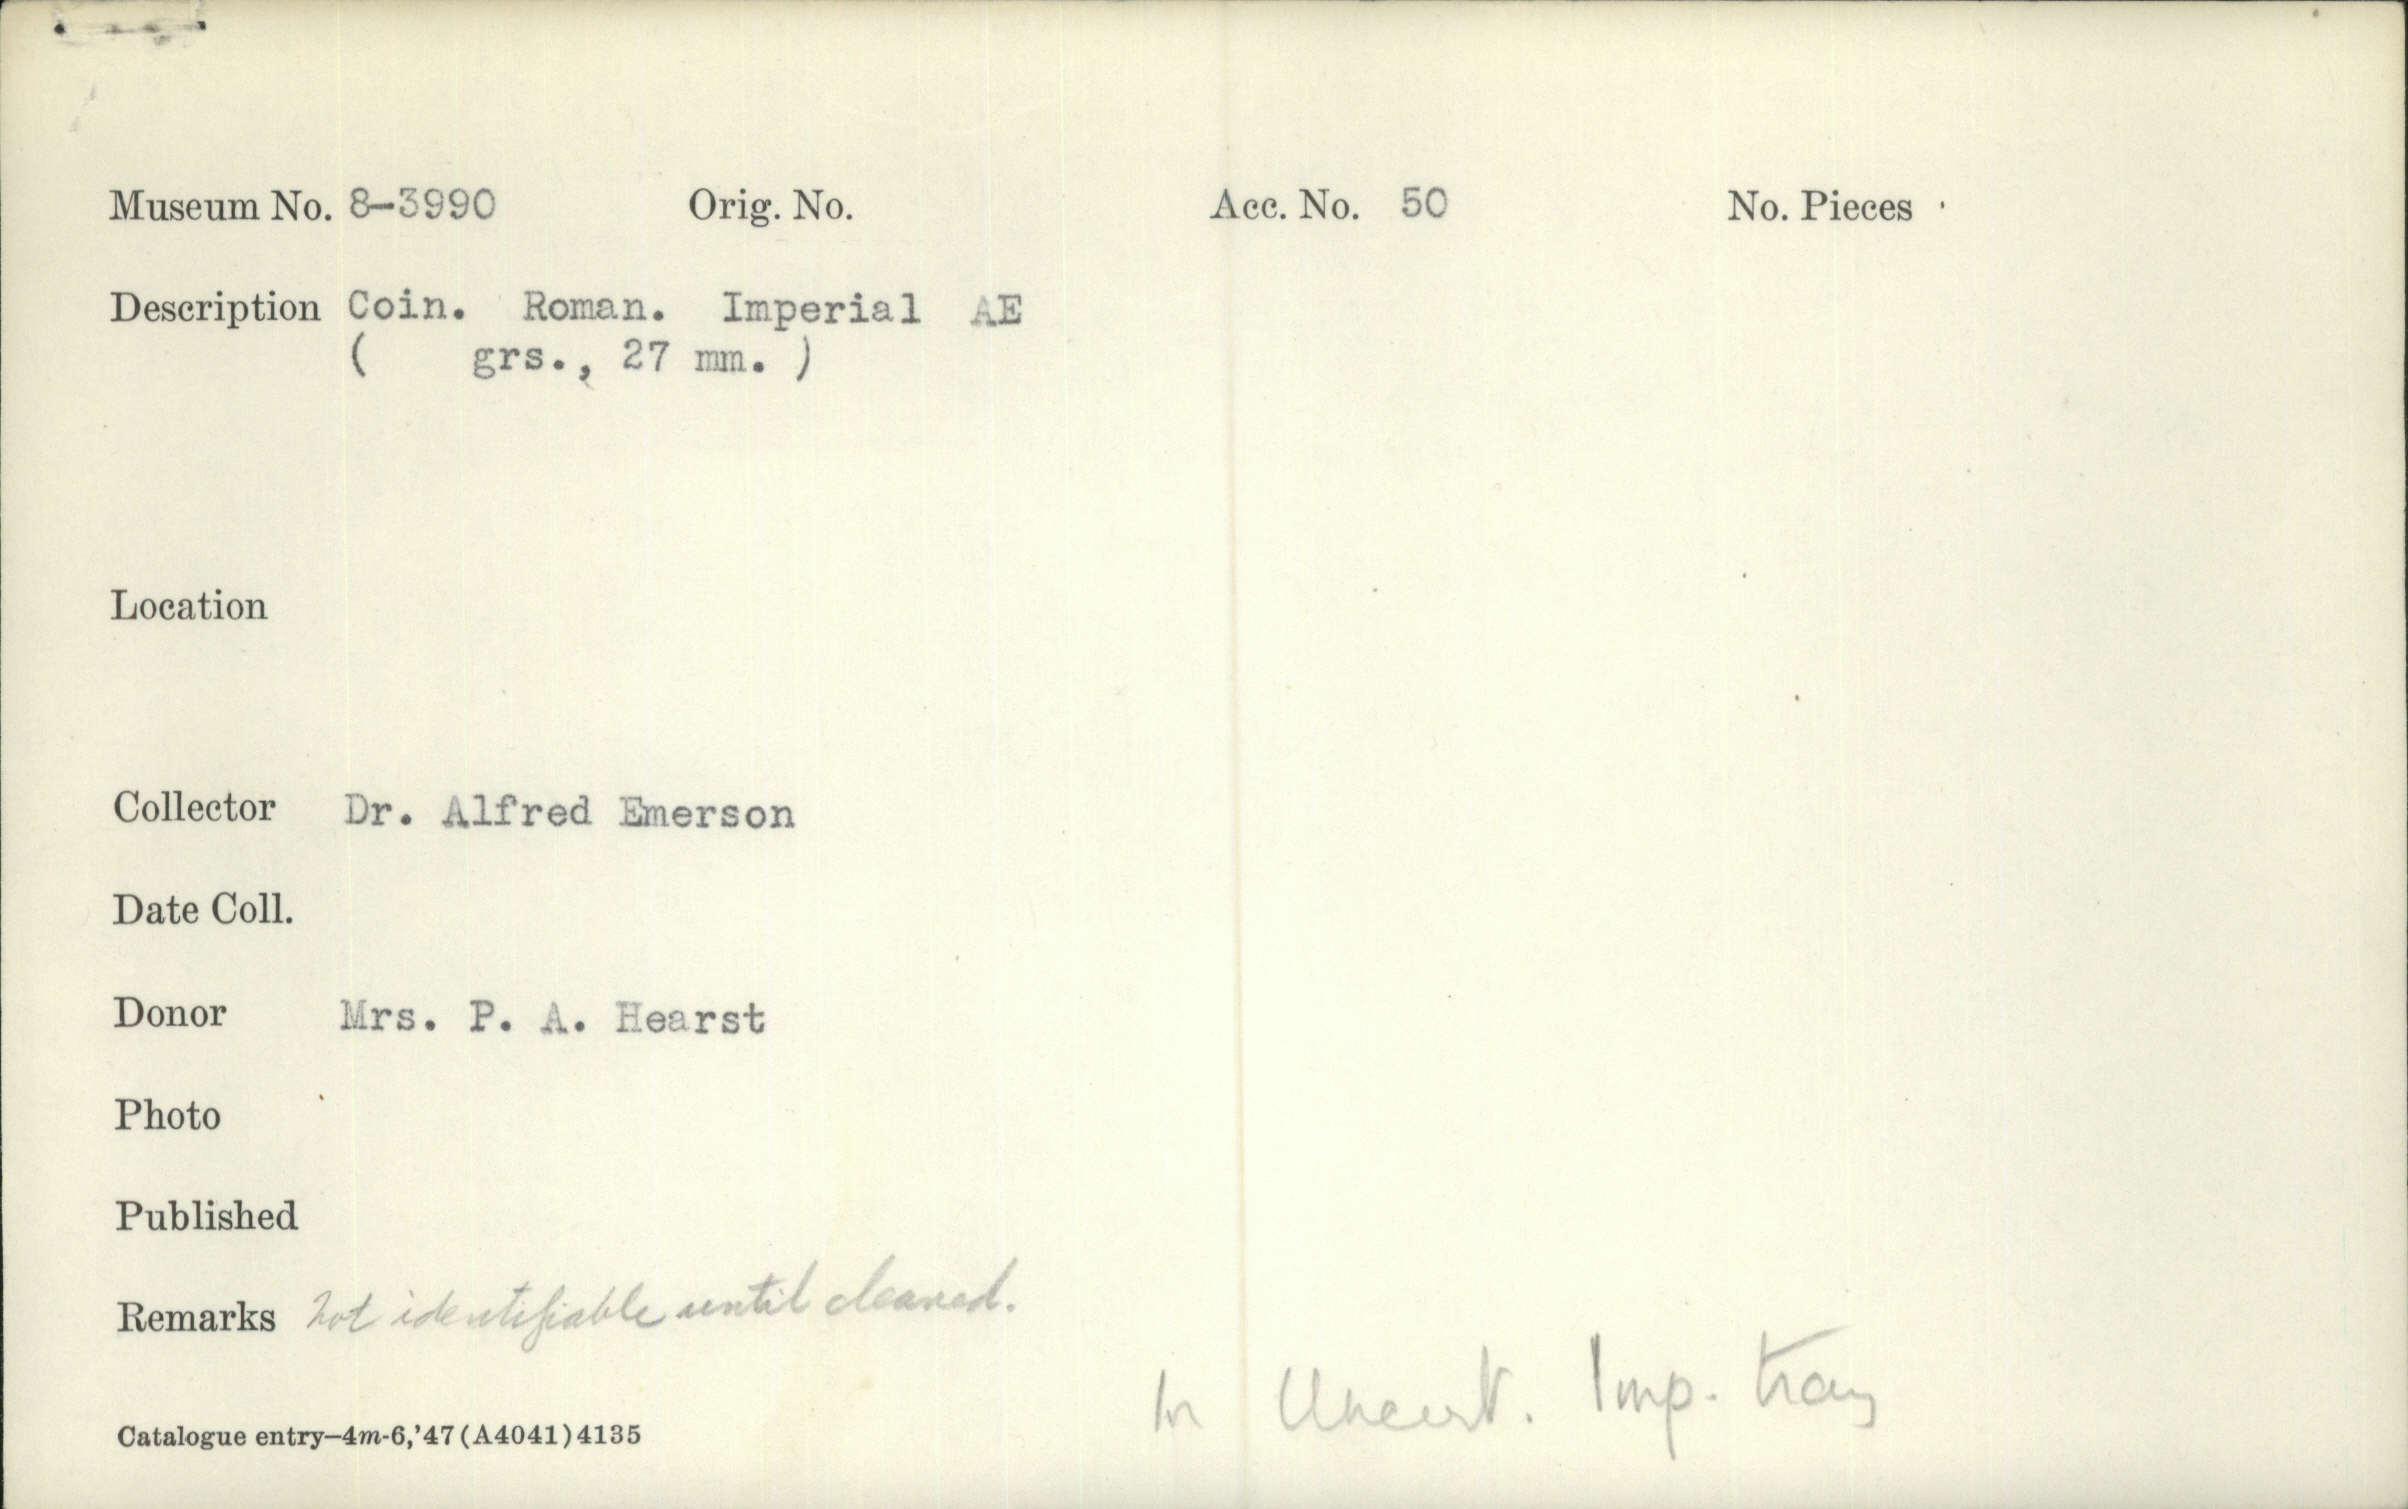 Museum No. 8-3990 Orig. No. Acc. No. 50 No. Pieces
Description Coin. Roman. Imperial AE
( grs., 27 mm. )
Location
Collector Dr. Alfred Emerson
Date Coll.
Donor Mrs. P. A. Hearst
Photo
Published
Remarks Not identifiable until cleaned.
In Uncert. Imp. tray
Catalogue entry—4m-6,'47(A4041)4135